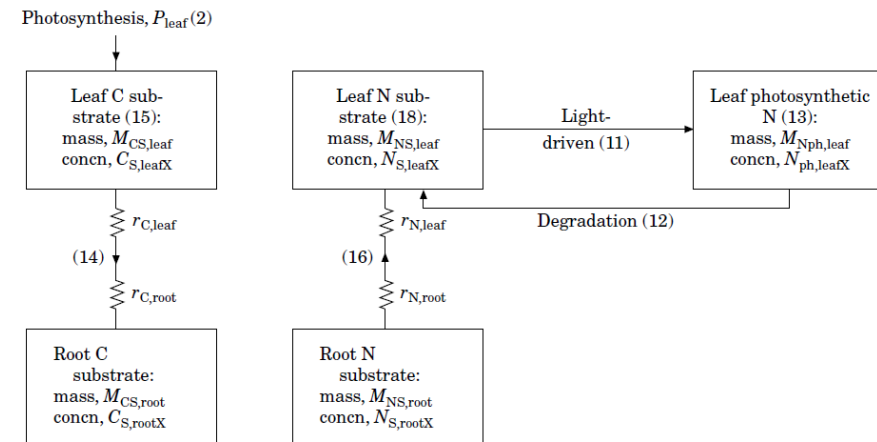 Photosynthesis, P_leaf(2)
Leaf C sub-
strate (15):
mass, M_CS,leaf
concn, C_S,leafX
Leaf N sub-
strate (18):
mass, M_NS,leaf
concn, N_S,leafX
Light-
driven (11)
Leaf photosynthetic
N (13):
mass, M_Nph,leaf
concn, N_ph,leafX
Degradation (12)
r_C,leaf
(14)
r_C,root
r_N,leaf
(16)
r_N,root
Root C
substrate:
mass, M_CS,root
concn, C_S,rootX
Root N
substrate:
mass, M_NS,root
concn, N_S,rootX